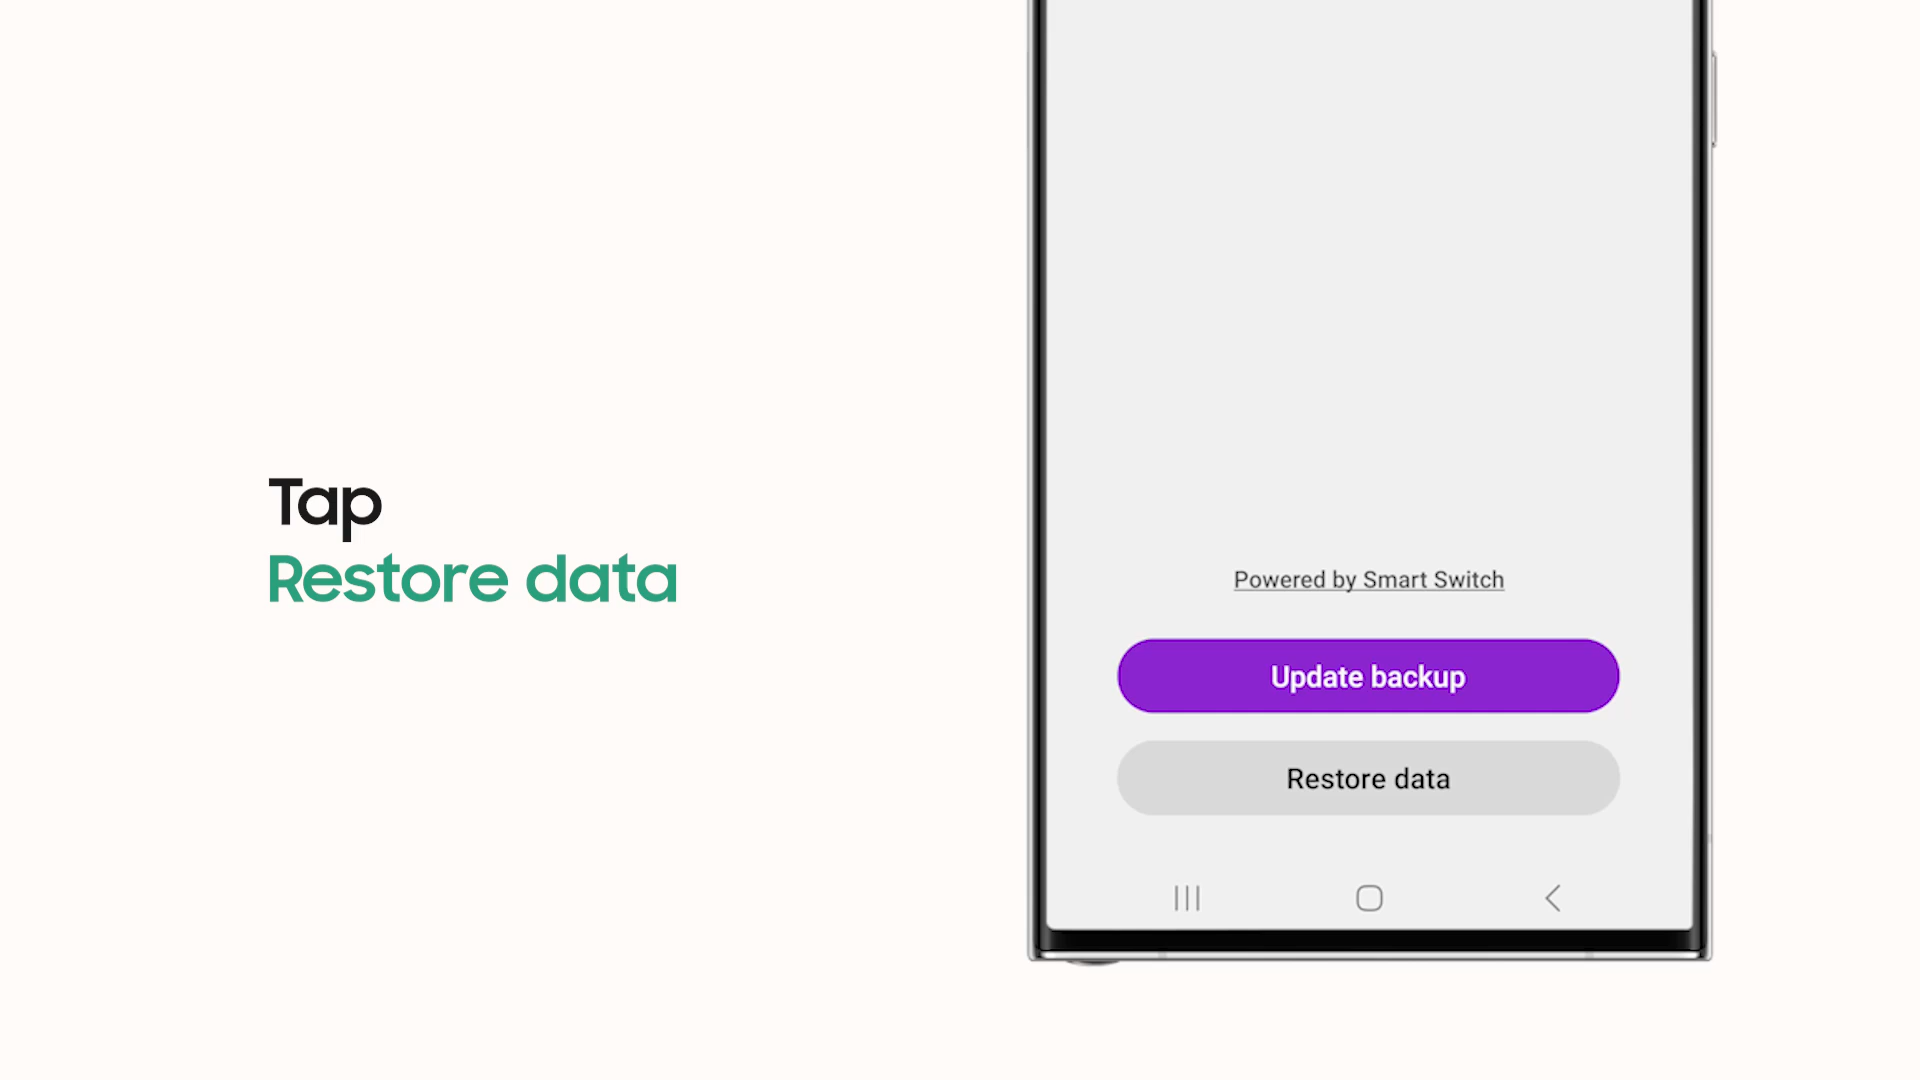 Tap
Restore data
Powered by Smart Switch
Update backup
Restore data